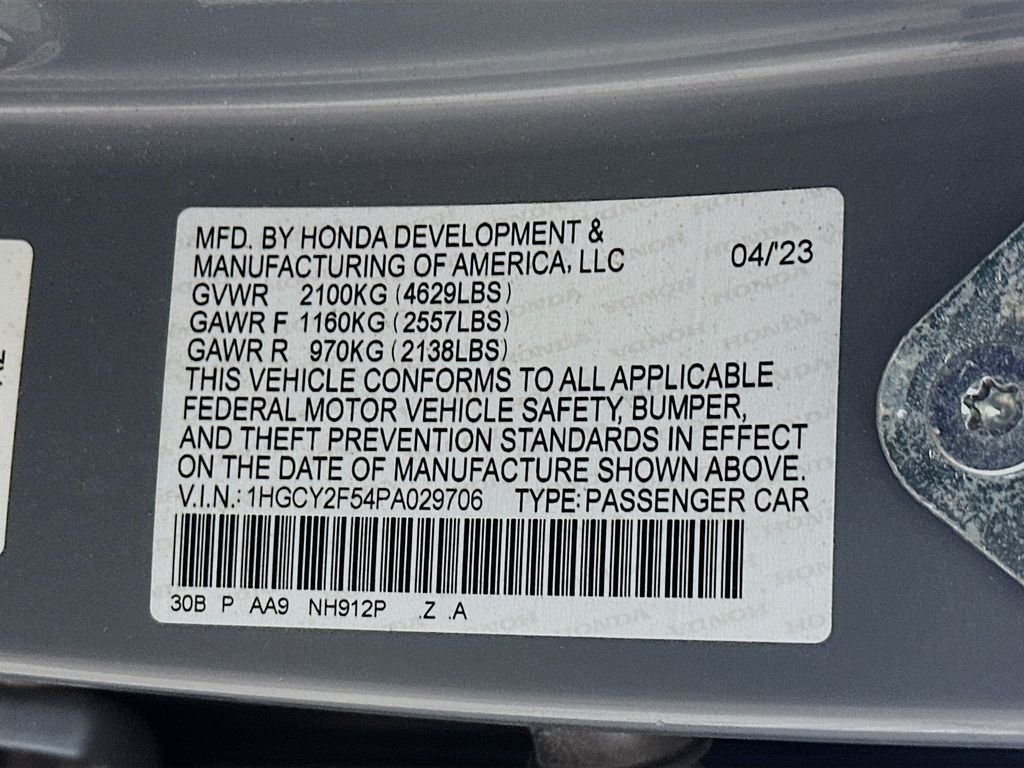 MFD. BY HONDA DEVELOPMENT &
MANUFACTURING OF AMERICA, LLC 04/'23
GVWR 2100KG (4629LBS)
GAWR F 1160KG (2557LBS)
GAWR R 970KG (2138LBS)
THIS VEHICLE CONFORMS TO ALL APPLICABLE
FEDERAL MOTOR VEHICLE SAFETY, BUMPER,
AND THEFT PREVENTION STANDARDS IN EFFECT
ON THE DATE OF MANUFACTURE SHOWN ABOVE.
V.I.N.: 1HGCY2F54PA029706 TYPE: PASSENGER CAR
30B P AA9 NH912P .Z .A